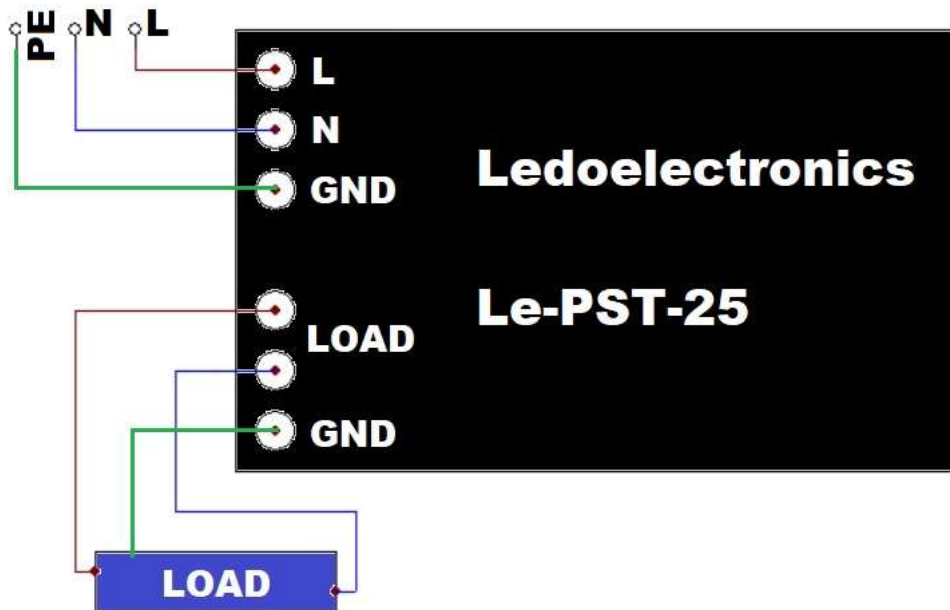 PE N L
L
N
GND
Ledoelectronics
Le-PST-25
LOAD
GND
LOAD